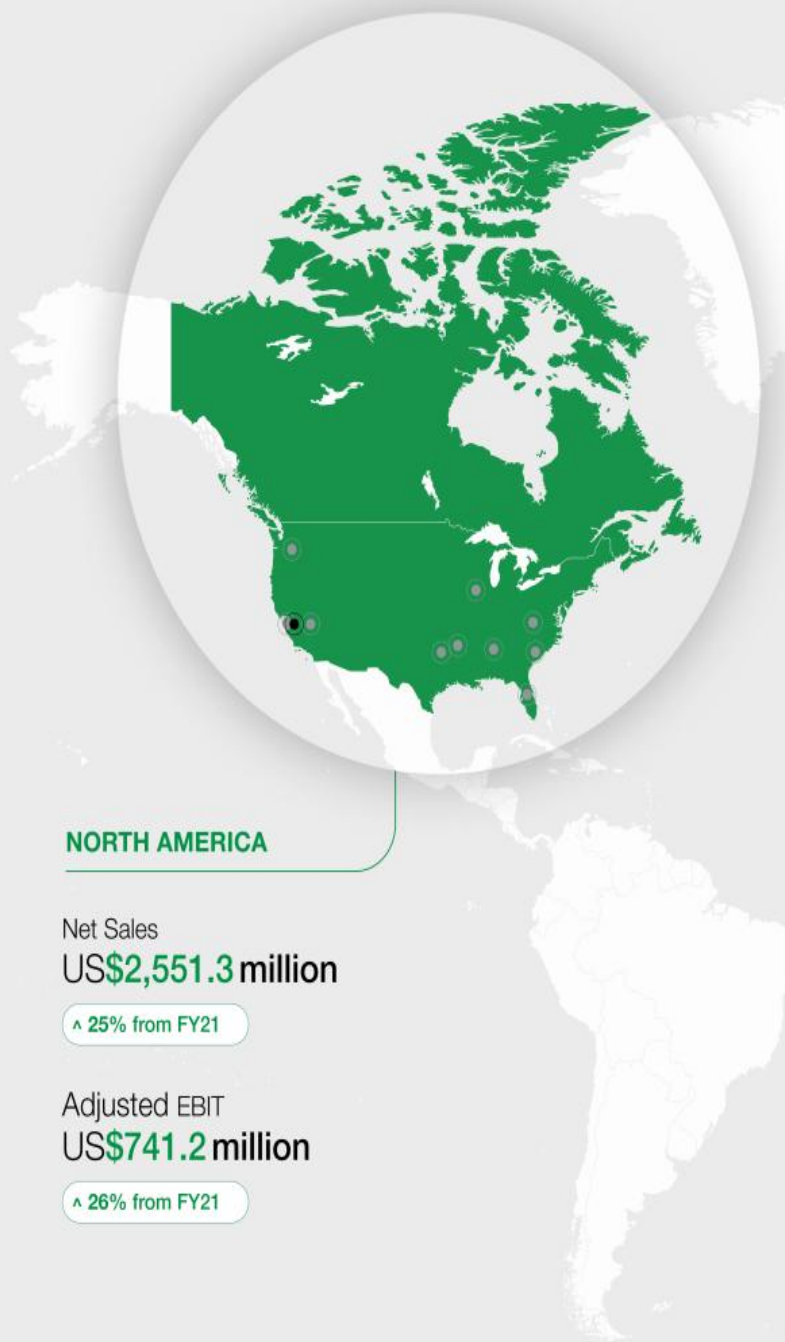 NORTH AMERICA
Net Sales
US$2,551.3 million
^ 25% from FY21
Adjusted EBIT
US$741.2 million
^ 26% from FY21